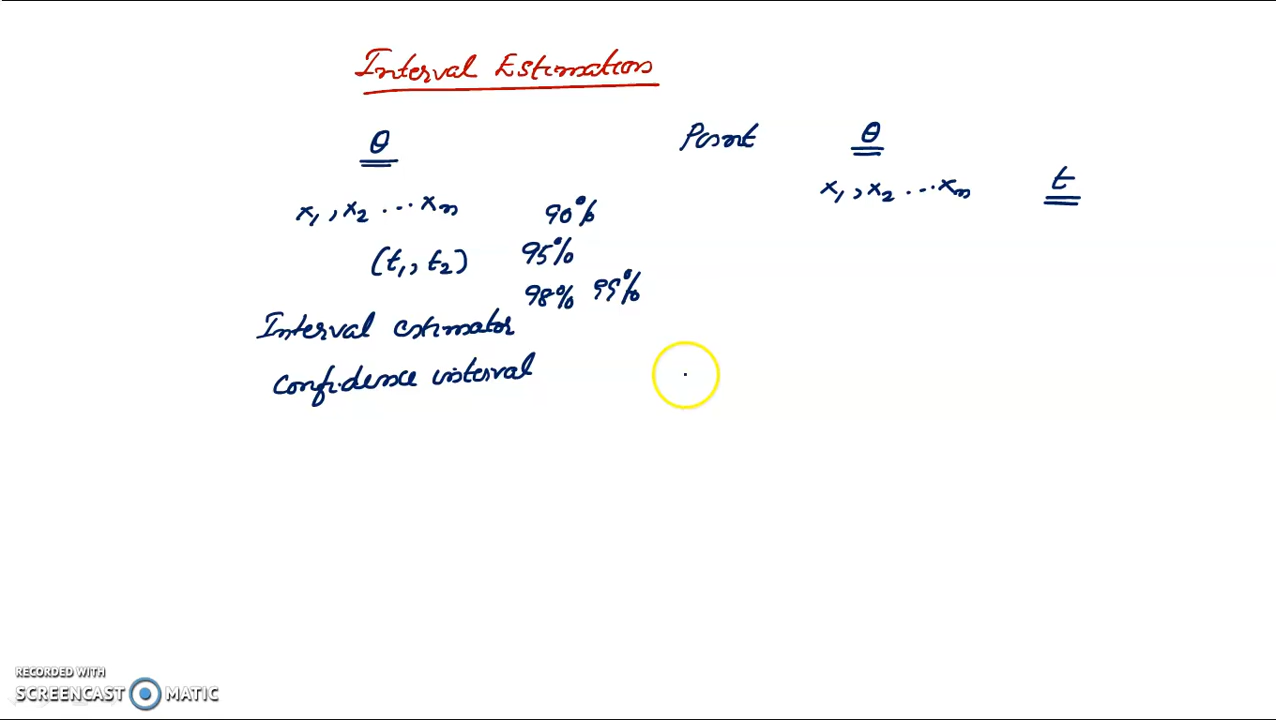 Interval Estimation
θ
x₁, x₂ ... xₙ
90%
(t₁, t₂)
95%
98% 99%
Interval estimator
Confidence interval
Point
θ
x₁, x₂ ... xₙ
t
RECORDED WITH
SCREENCAST MATIC